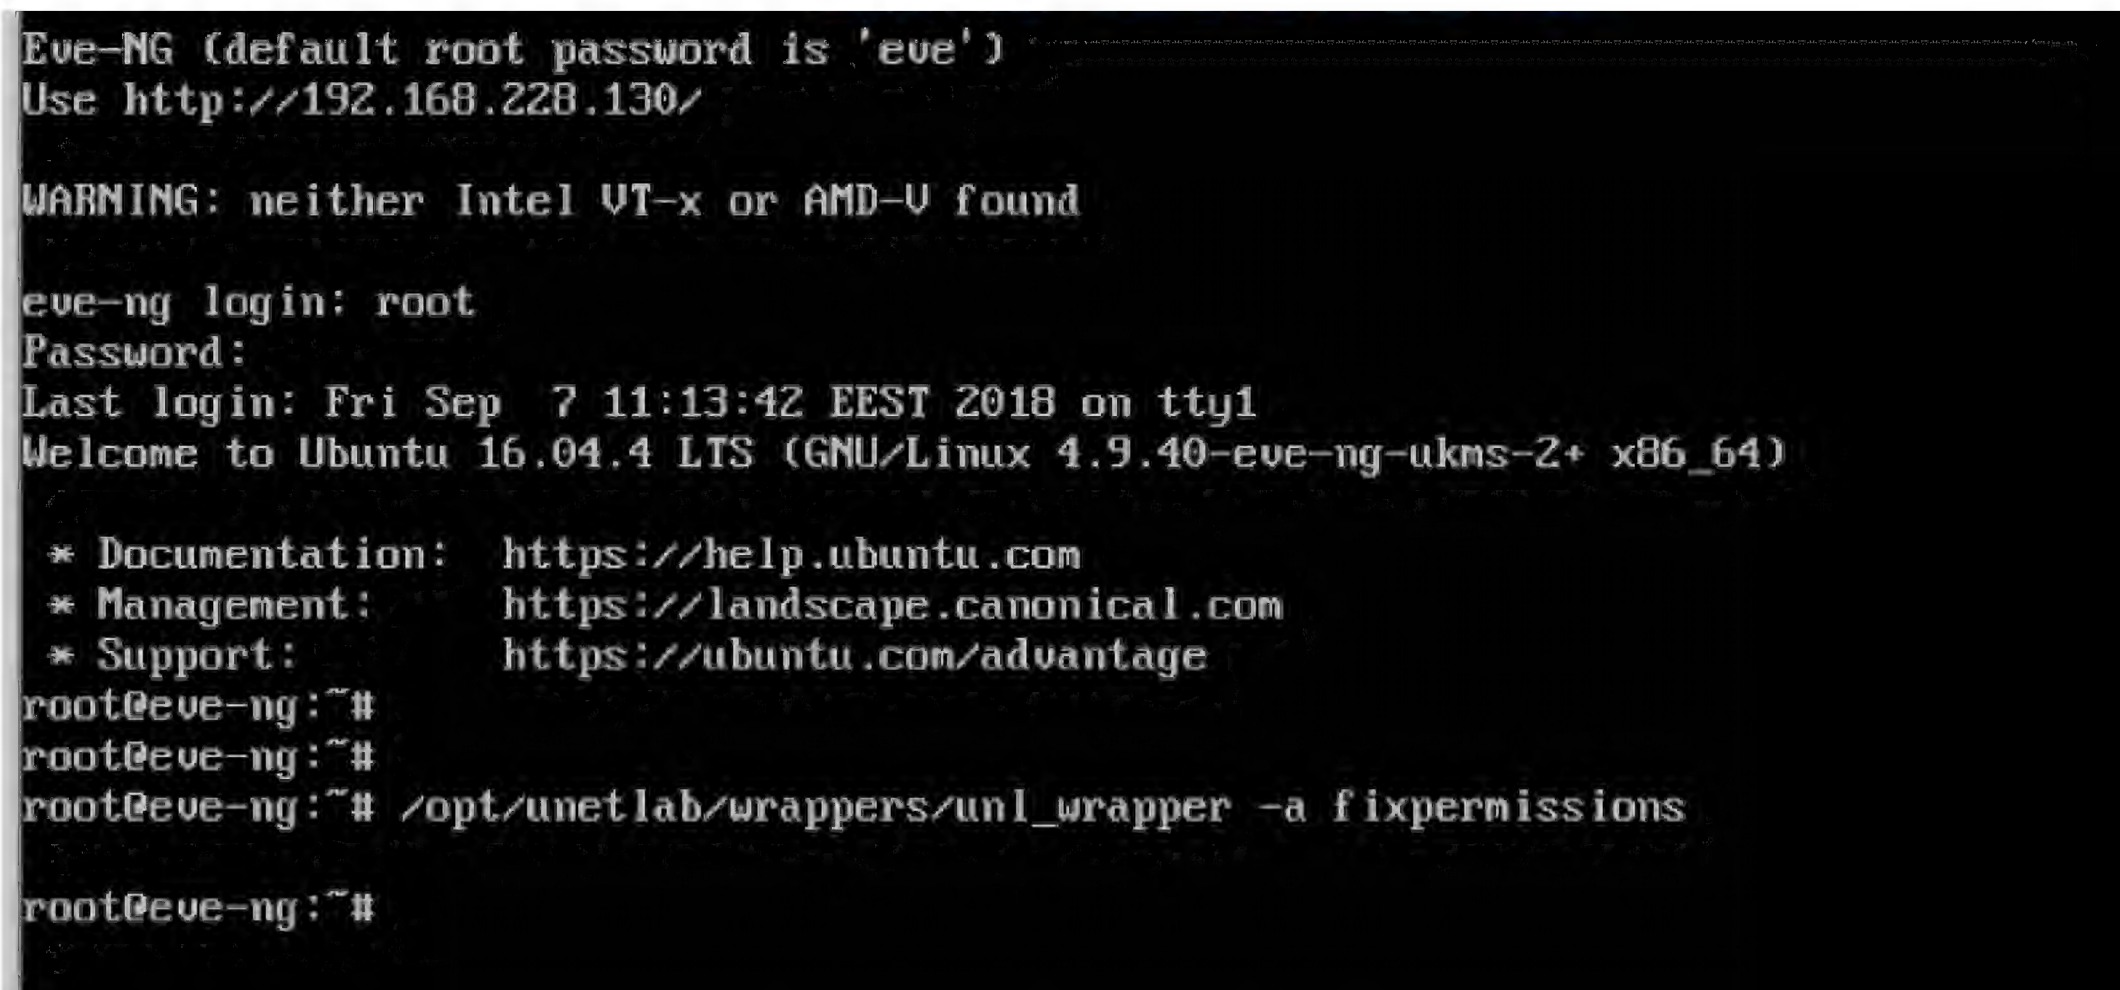 Eve-NG (default root password is 'eve')
Use http://192.168.228.130/
WARNING: neither Intel VT-x or AMD-V found
eve-ng login: root
Password:
Last login: Fri Sep  7 11:13:42 EEST 2018 on tty1
Welcome to Ubuntu 16.04.4 LTS (GNU/Linux 4.9.40-eve-ng-ukms-2+ x86_64)
* Documentation:  https://help.ubuntu.com
* Management:     https://landscape.canonical.com
* Support:        https://ubuntu.com/advantage
root@eve-ng:~#
root@eve-ng:~#
root@eve-ng:~# /opt/unetlab/wrappers/unl_wrapper -a fixpermissions
root@eve-ng:~#